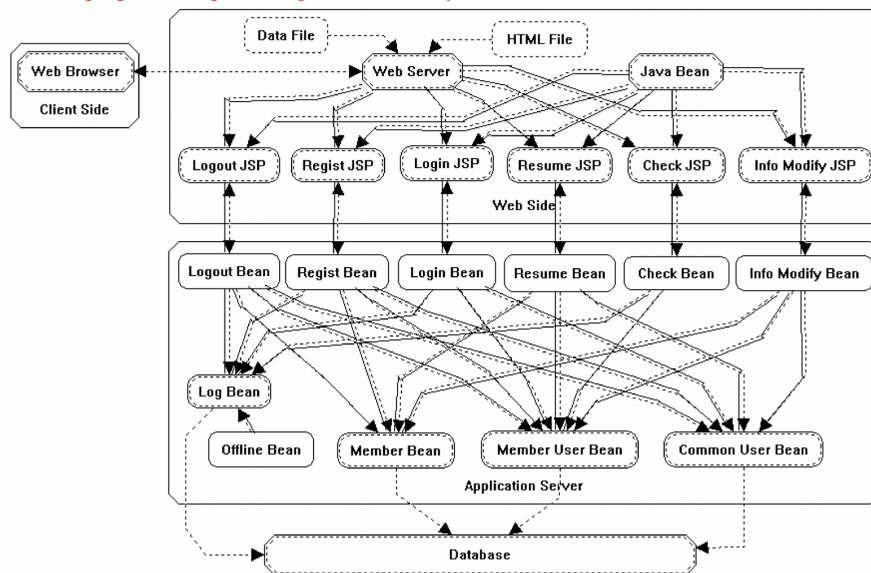 Data File
HTML File
Web Browser
Web Server
Java Bean
Client Side
Logout JSP
Regist JSP
Login JSP
Resume JSP
Check JSP
Info Modify JSP
Web Side
Logout Bean
Regist Bean
Login Bean
Resume Bean
Check Bean
Info Modify Bean
Log Bean
Offline Bean
Member Bean
Member User Bean
Common User Bean
Application Server
Database